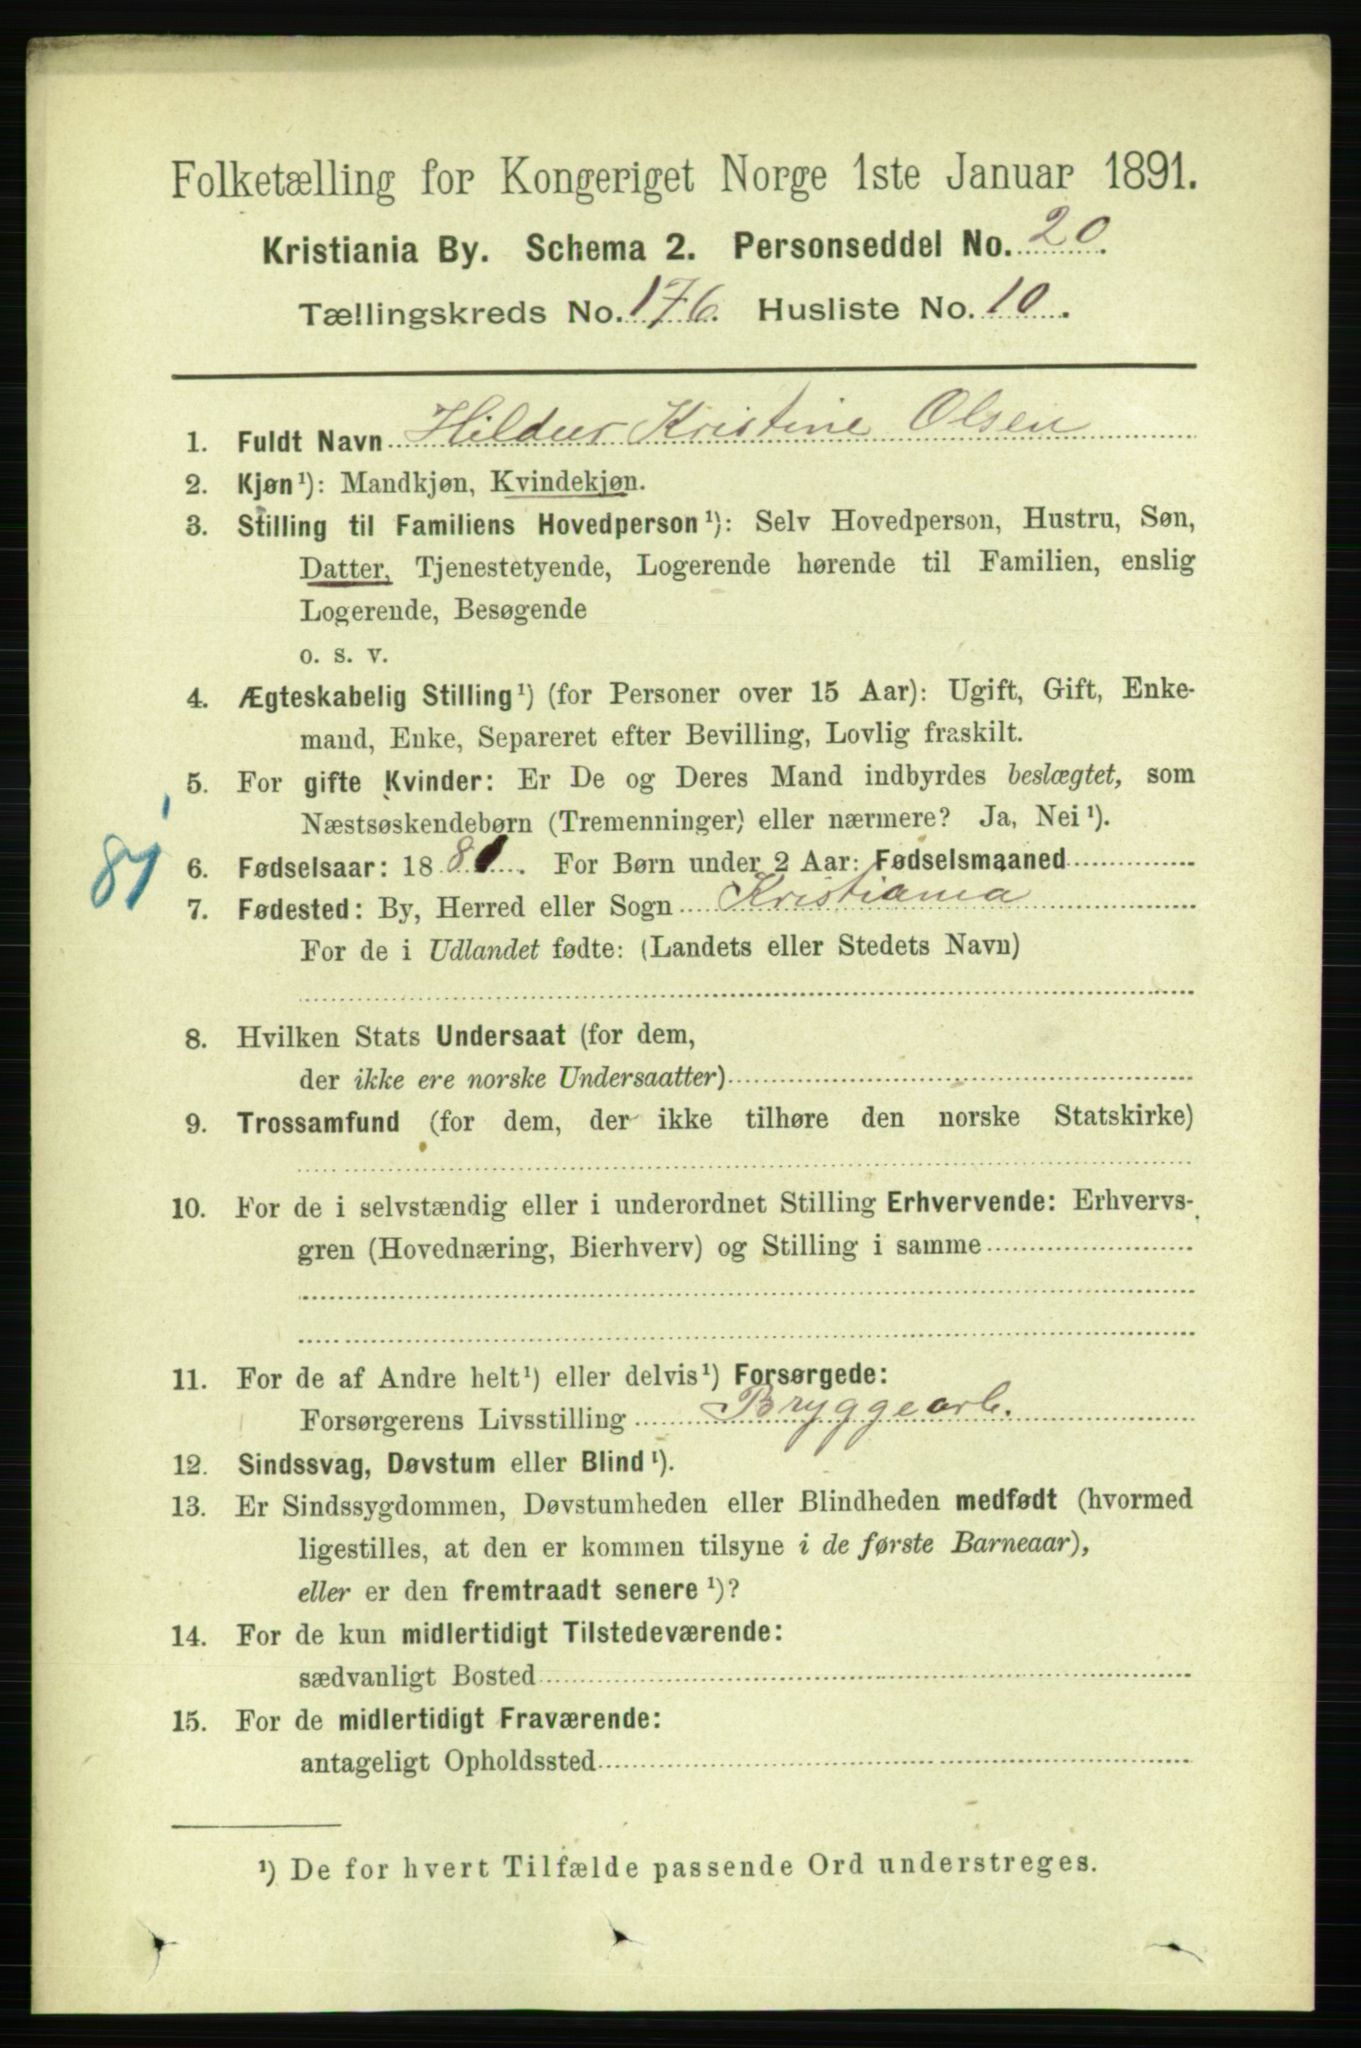 Folketælling for Kongeriget Norge 1ste Januar 1891.
Kristiania By. Schema 2. Personseddel No. 20.
Tællingskreds No. 176. Husliste No. 10.
1. Fuldt Navn Hildur Kristine Olsen
2. Kjøn¹): Mandkjøn, Kvindekjøn.
3. Stilling til Familiens Hovedperson¹): Selv Hovedperson, Hustru, Søn,
Datter, Tjenestetyende, Logerende hørende til Familien, enslig
Logerende, Besøgende
o. s. v.
4. Ægteskabelig Stilling¹) (for Personer over 15 Aar): Ugift, Gift, Enke-
mand, Enke, Separeret efter Bevilling, Lovlig fraskilt.
5. For gifte Kvinder: Er De og Deres Mand indbyrdes beslægtet, som
Næstsøskendebørn (Tremenninger) eller nærmere? Ja, Nei¹).
81
6. Fødselsaar: 1881. For Børn under 2 Aar: Fødselsmaaned
7. Fødested: By, Herred eller Sogn Kristiania
For de i Udlandet fødte: (Landets eller Stedets Navn)
8. Hvilken Stats Undersaat (for dem,
der ikke ere norske Undersaatter)
9. Trossamfund (for dem, der ikke tilhøre den norske Statskirke)
10. For de i selvstændig eller i underordnet Stilling Erhvervende: Erhvervs-
gren (Hovednæring, Bierhverv) og Stilling i samme
11. For de af Andre helt¹) eller delvis¹) Forsørgede:
Forsørgerens Livsstilling Bryggearb.
12. Sindssvag, Døvstum eller Blind¹).
13. Er Sindssygdommen, Døvstumheden eller Blindheden medfødt (hvormed
ligestilles, at den er kommen tilsyne i de første Barneaar),
eller er den fremtraadt senere¹)?
14. For de kun midlertidigt Tilstedeværende:
sædvanligt Bosted
15. For de midlertidigt Fraværende:
antageligt Opholdssted
¹) De for hvert Tilfælde passende Ord understreges.